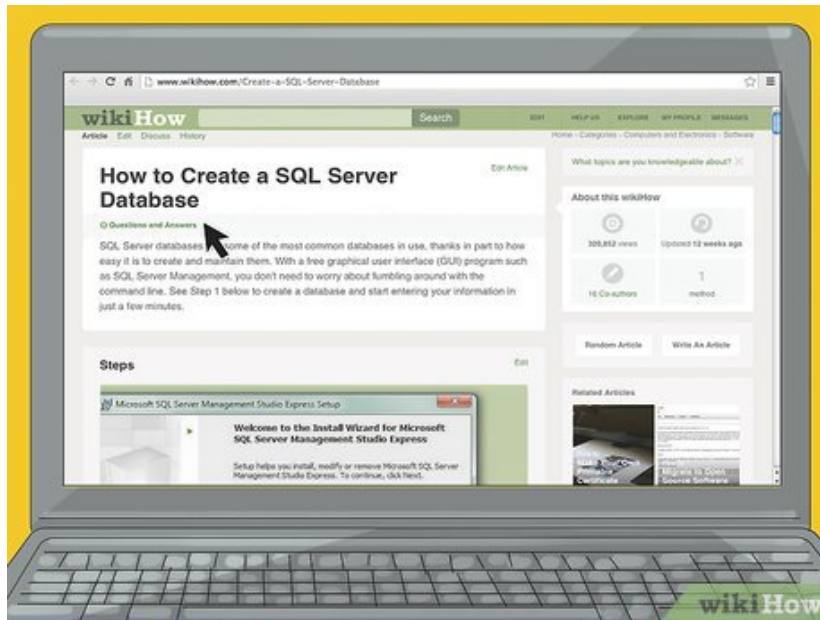 www.wikihow.com/Create-a-SQL-Server-Database
wikiHow Search EDIT HELP US EXPLORE MY PROFILE MESSAGES
Article Edit Discuss History
Home - Categories - Computers and Electronics - Software
How to Create a SQL Server
Database
Edit Article
Questions and Answers
SQL Server databases some of the most common databases in use, thanks in part to how
easy it is to create and maintain them. With a free graphical user interface (GUI) program such
as SQL Server Management, you don't need to worry about fumbling around with the
command line. See Step 1 below to create a database and start entering your information in
just a few minutes.
Steps
Edit
Microsoft SQL Server Management Studio Express Setup
Welcome to the Install Wizard for Microsoft
SQL Server Management Studio Express
Setup helps you install, modify or remove Microsoft SQL Server
Management Studio Express. To continue, click Next.
What topics are you knowledgeable about?
About this wikiHow
309,852 views
Updated 12 weeks ago
16 Co-authors
1
method
Random Article
Write An Article
Related Articles
Certificate
Migrate to Open
Source Software
wikiHow